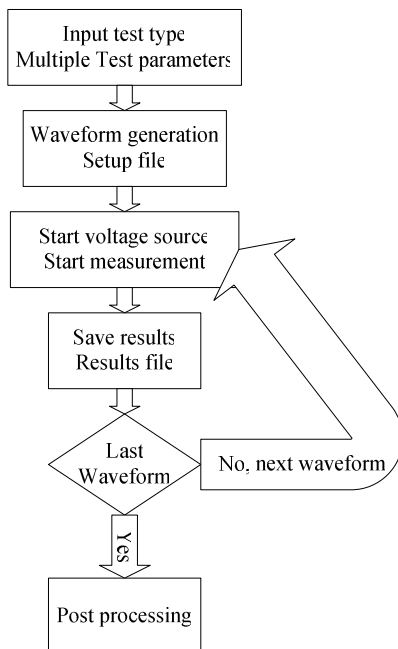 Input test type
Multiple Test parameters
Waveform generation
Setup file
Start voltage source
Start measurement
Save results
Results file
Last
Waveform
No, next waveform
Yes
Post processing